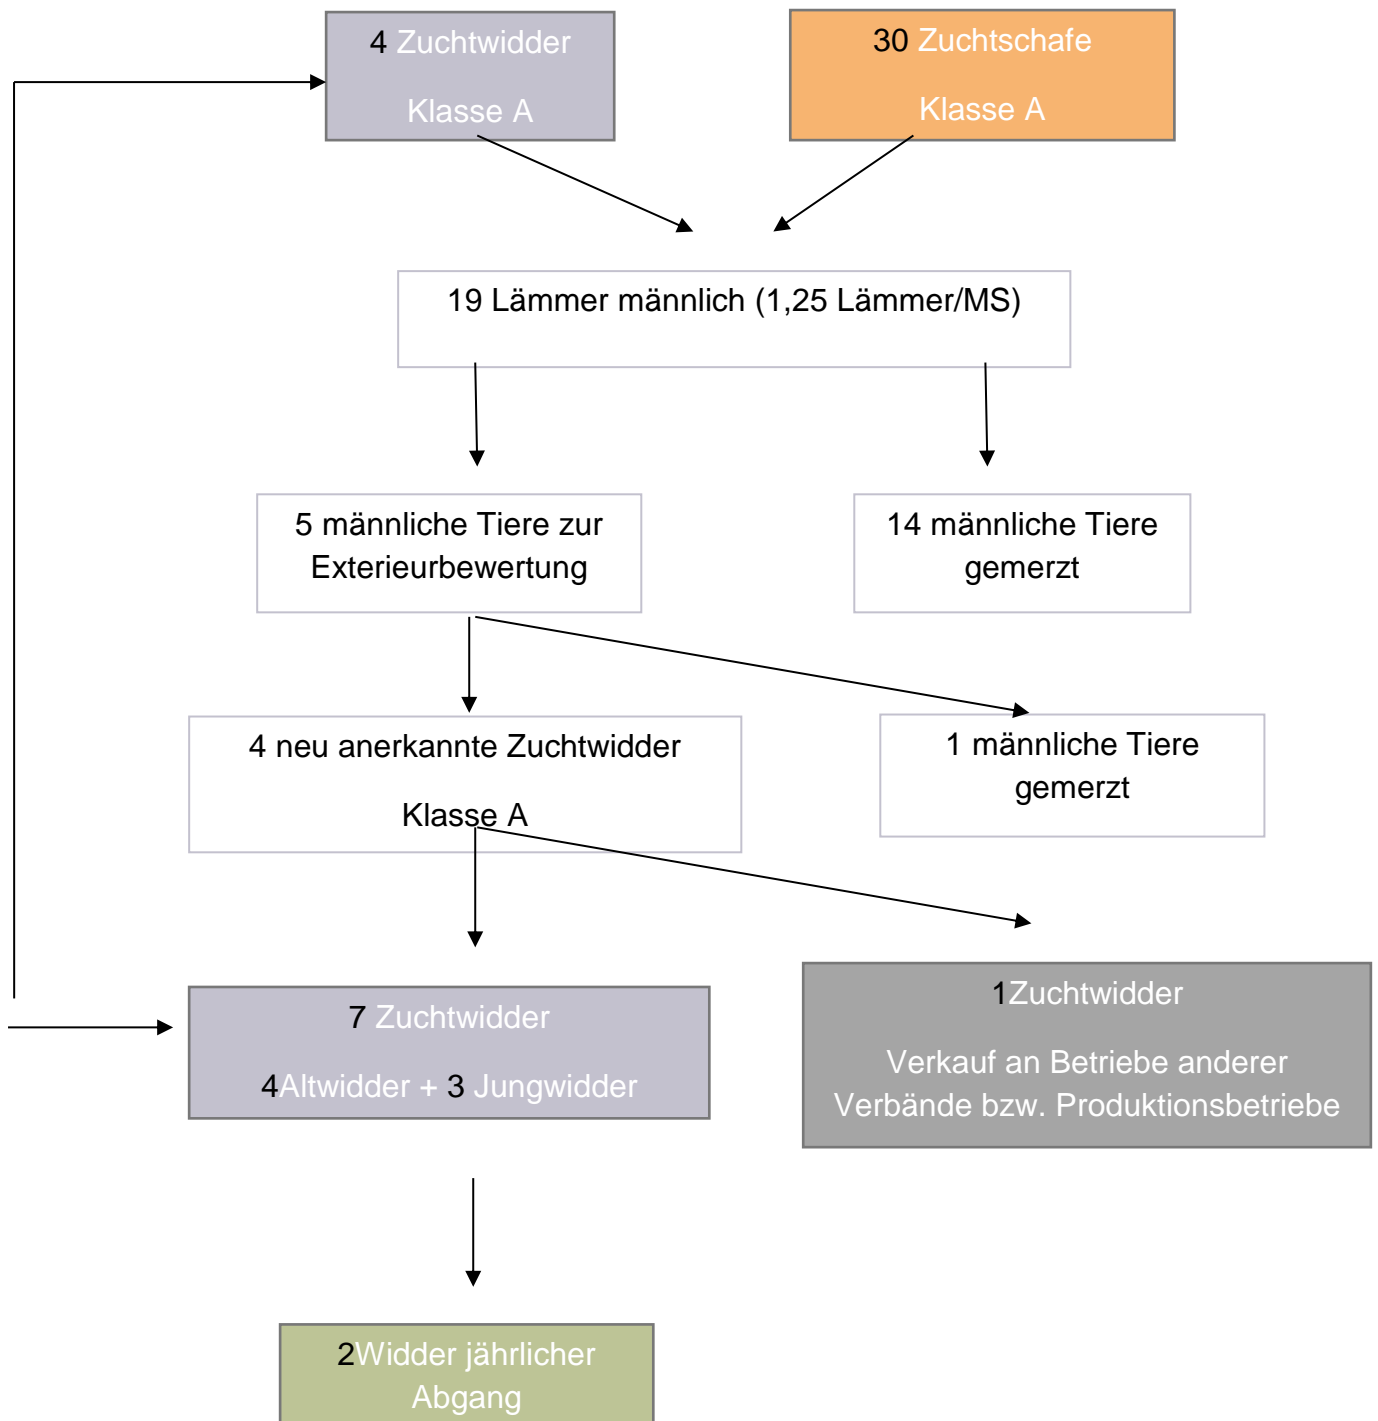 4 Zuchtwidder
Klasse A
30 Zuchtschafe
Klasse A
19 Lämmer männlich (1,25 Lämmer/MS)
5 männliche Tiere zur
Exterieurbewertung
14 männliche Tiere
gemerzt
4 neu anerkannte Zuchtwidder
Klasse A
1 männliche Tiere
gemerzt
7 Zuchtwidder
4Altwidder + 3 Jungwidder
1Zuchtwidder
Verkauf an Betriebe anderer
Verbände bzw. Produktionsbetriebe
2Widder jährlicher
Abgang